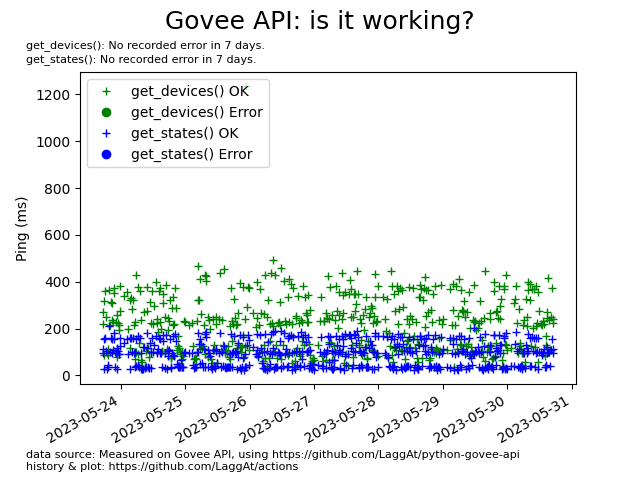 Govee API: is it working?
get_devices(): No recorded error in 7 days.
get_states(): No recorded error in 7 days.
get_devices() OK
get_devices() Error
get_states() OK
get_states() Error
Ping (ms)
1200
1000
800
600
400
200
0
2023-05-24
2023-05-25
2023-05-26
2023-05-27
2023-05-28
2023-05-29
2023-05-30
2023-05-31
data source: Measured on Govee API, using https://github.com/LaggAt/python-govee-api
history & plot: https://github.com/LaggAt/actions